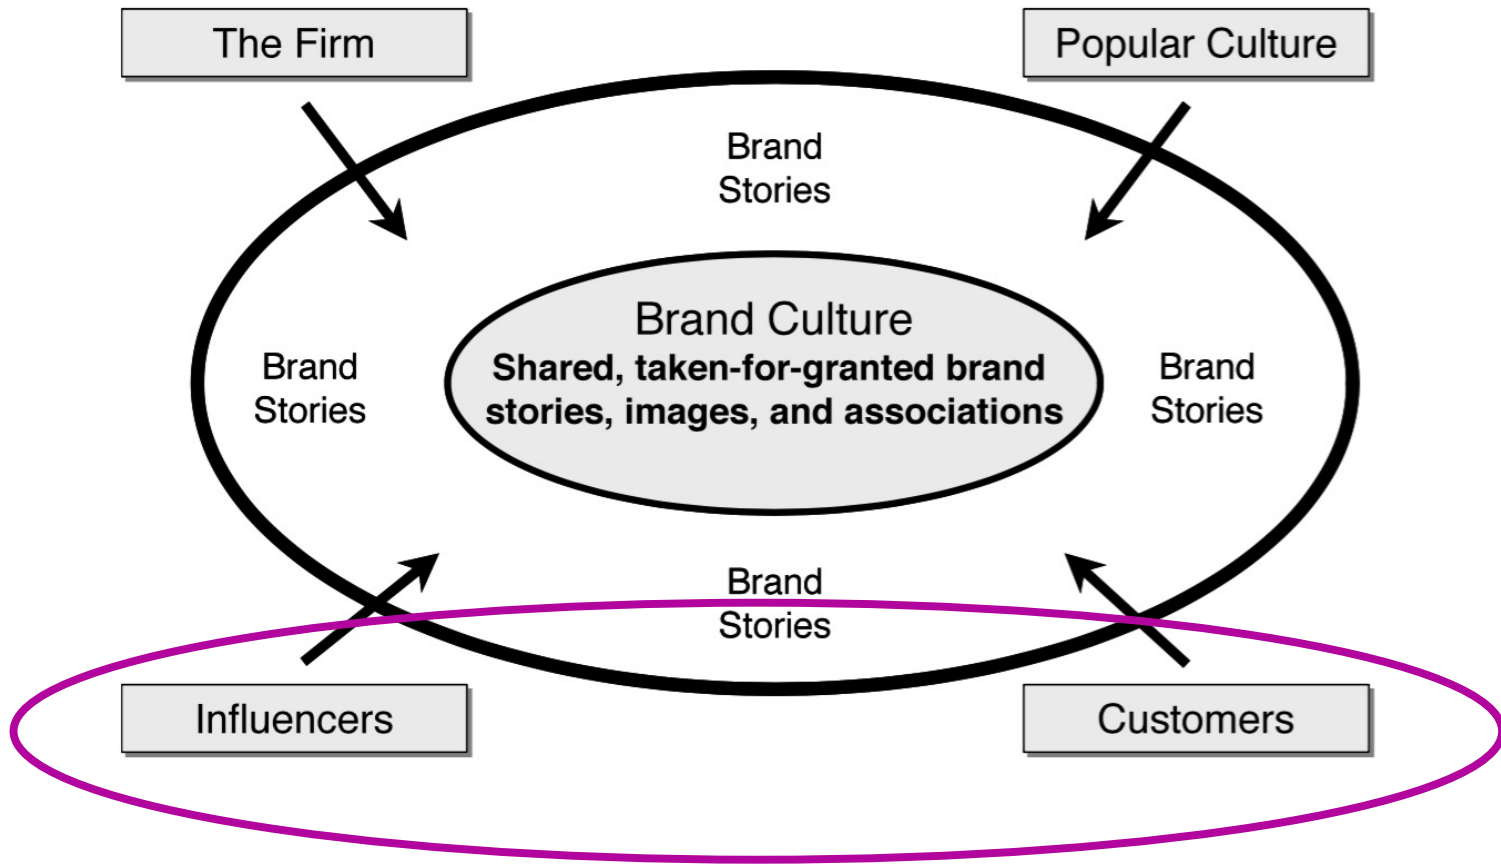 The Firm
Popular Culture
Brand
Stories
Brand Culture
Shared, taken-for-granted brand
stories, images, and associations
Brand
Stories
Brand
Stories
Brand
Stories
Influencers
Customers